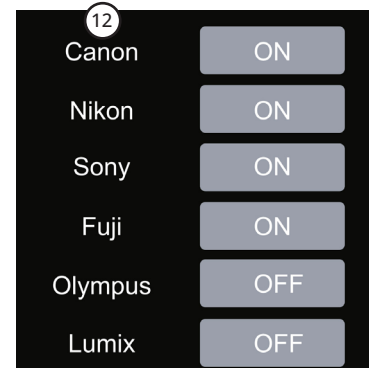 12
Canon ON
Nikon ON
Sony ON
Fuji ON
Olympus OFF
Lumix OFF